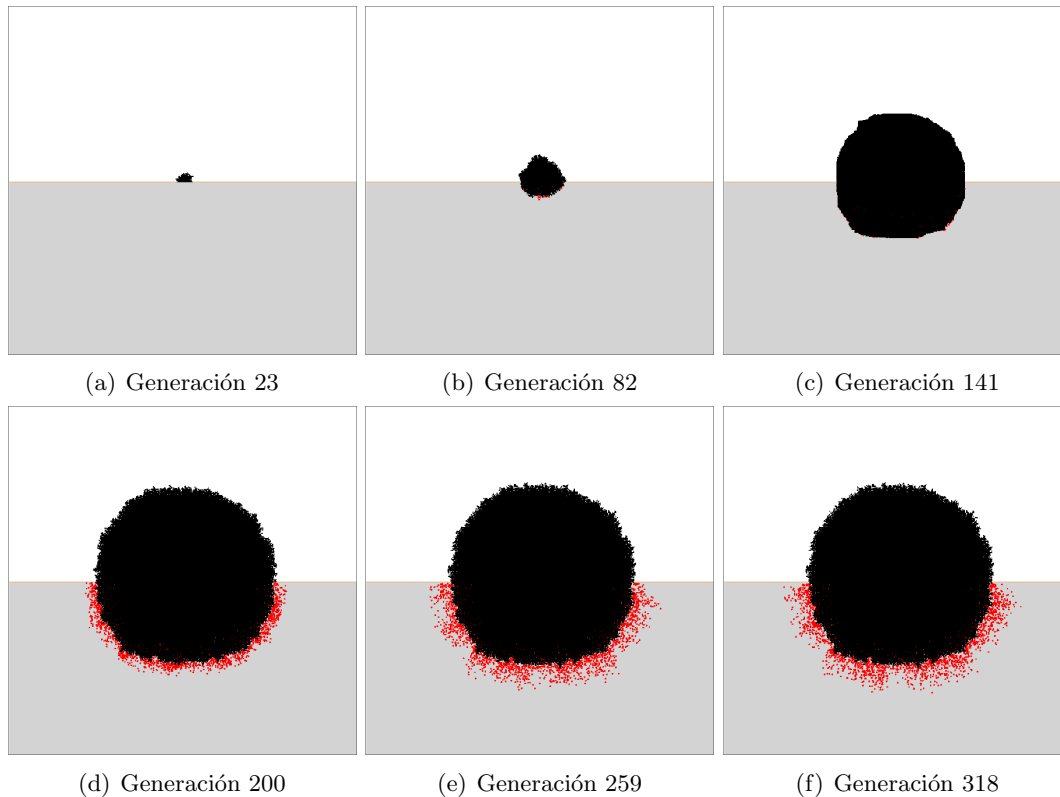 (a) Generación 23
(b) Generación 82
(c) Generación 141
(d) Generación 200
(e) Generación 259
(f) Generación 318